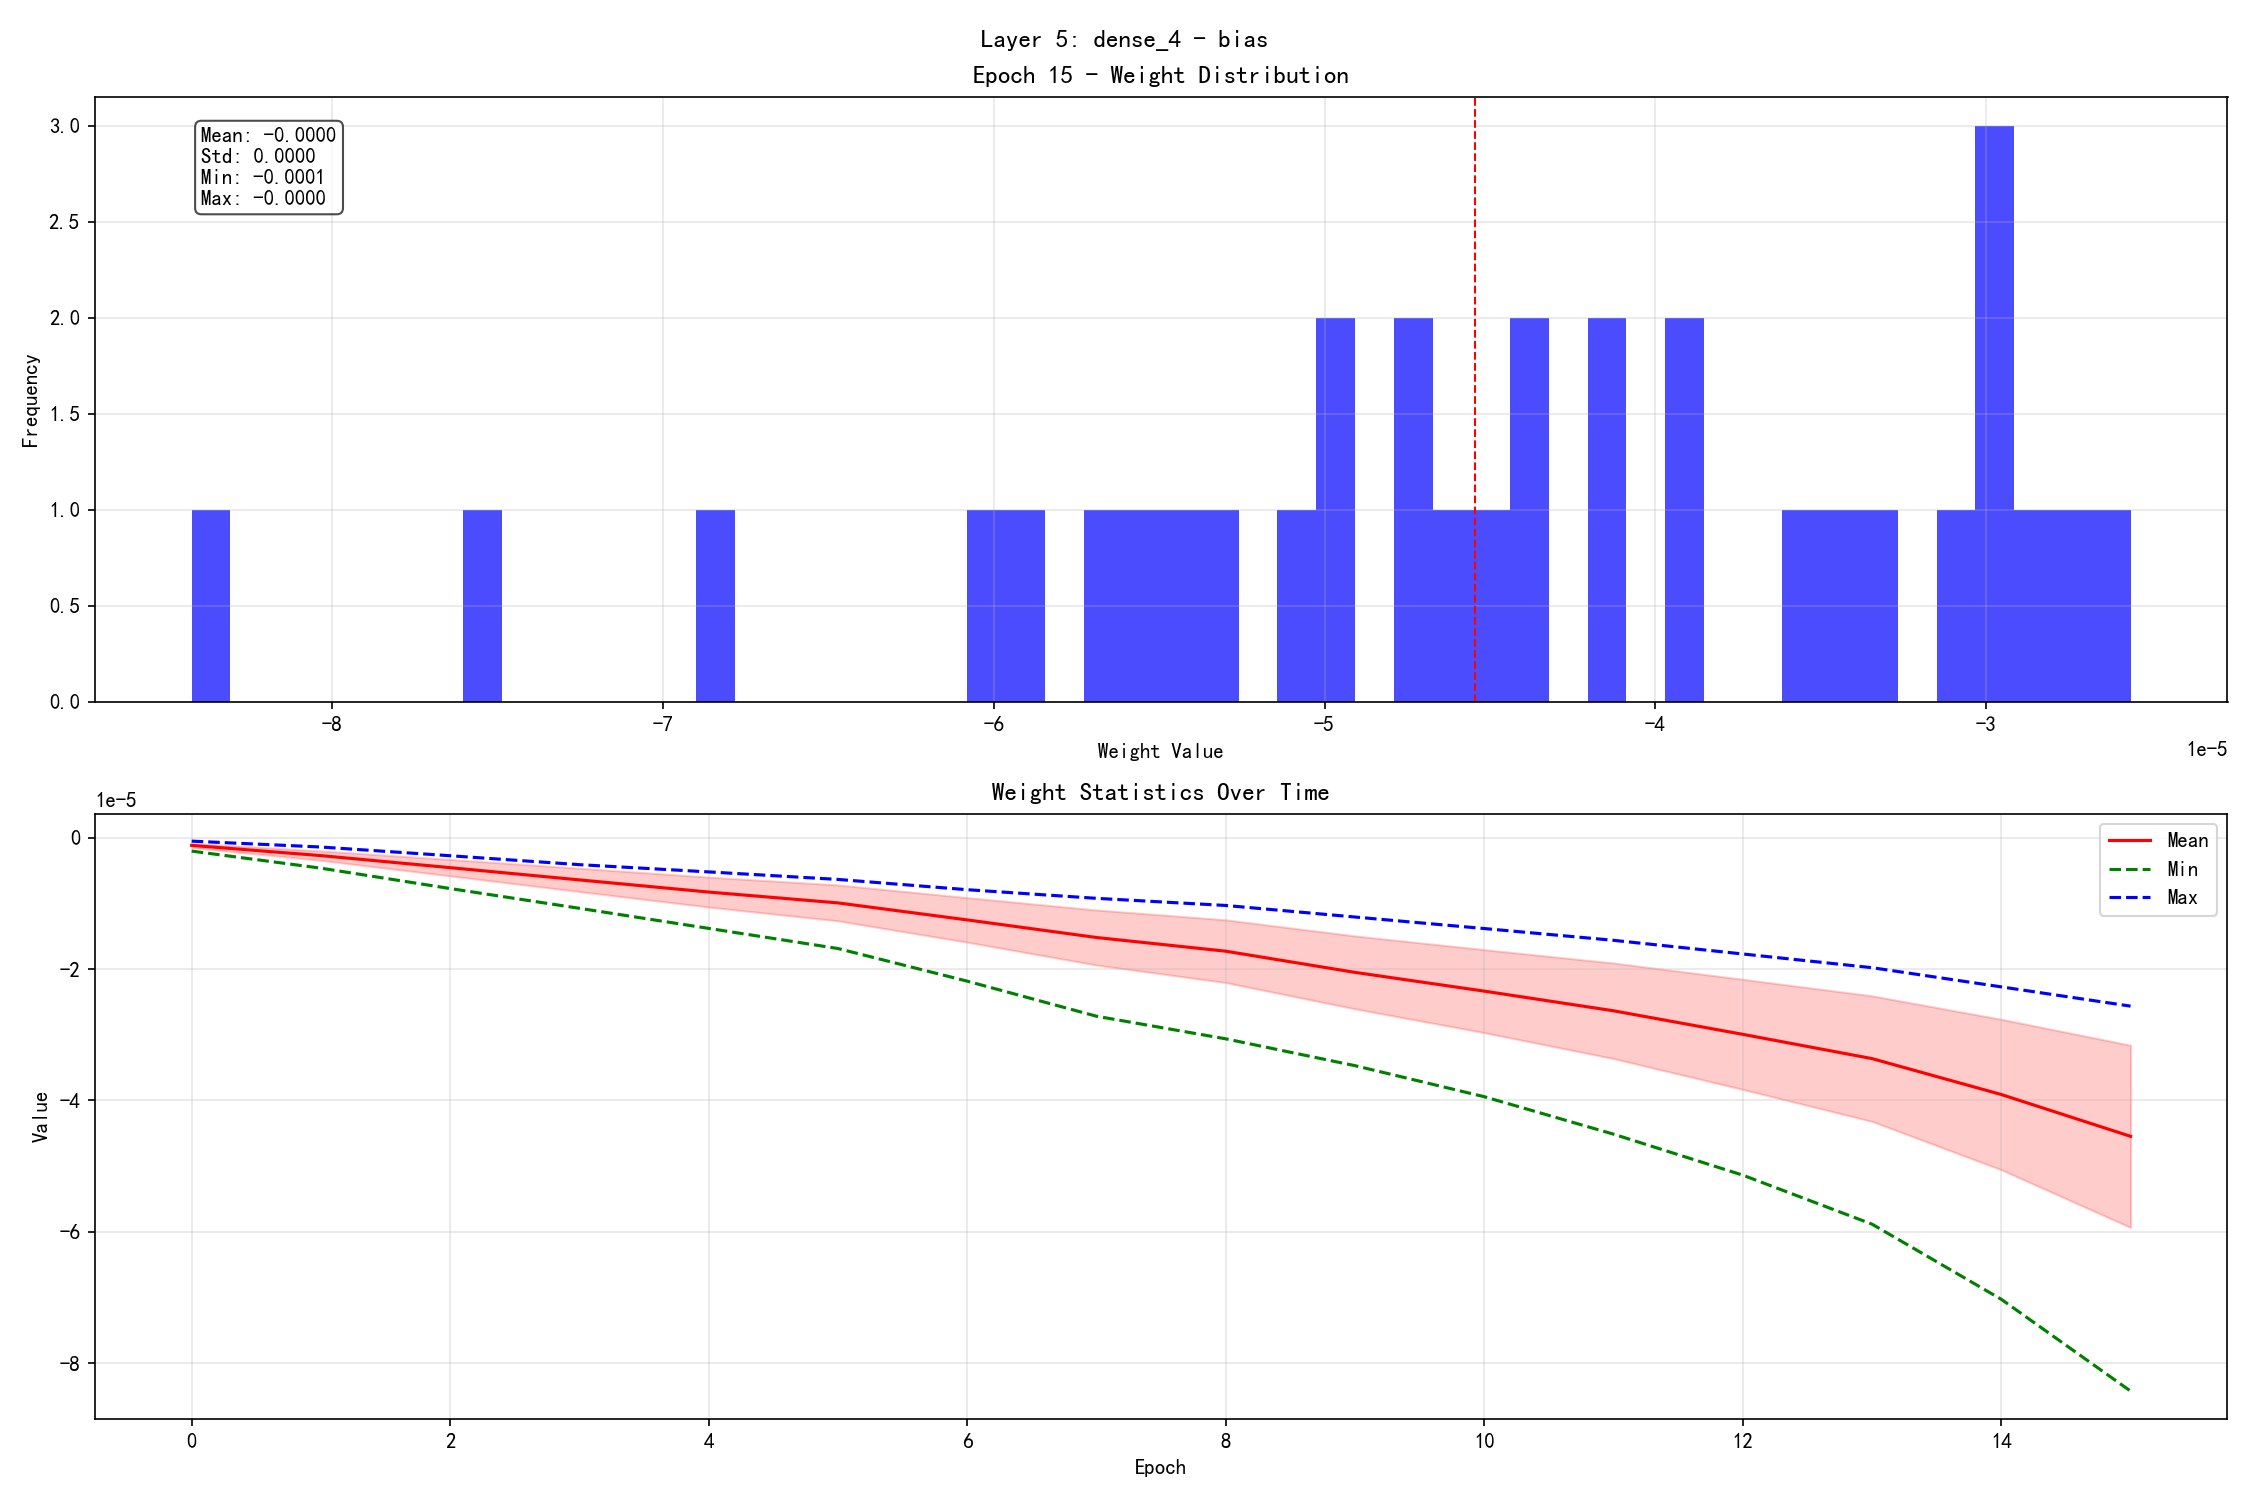 Layer 5: dense_4 - bias
Epoch 15 - Weight Distribution
3.0
2.5
2.0
1.5
1.0
0.5
0.0
Frequency
Mean: -0.0000
Std: 0.0000
Min: -0.0001
Max: -0.0000
-8 -7 -6 -5 -4 -3
1e-5
Weight Value
Weight Statistics Over Time
1e-5
0
-2
-4
-6
-8
Value
Mean
Min
Max
0 2 4 6 8 10 12 14
Epoch